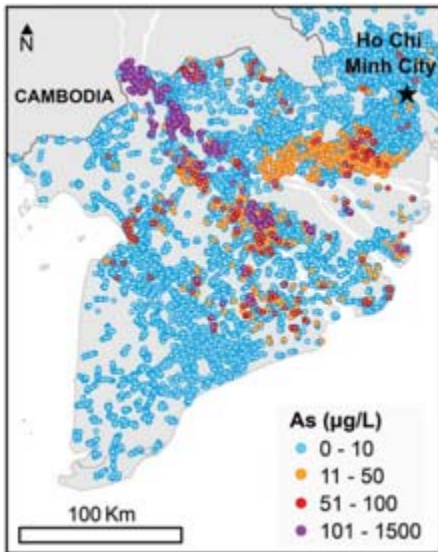 N
Ho Chi
Minh City
CAMBODIA
As (µg/L)
0 - 10
11 - 50
51 - 100
101 - 1500
100 Km